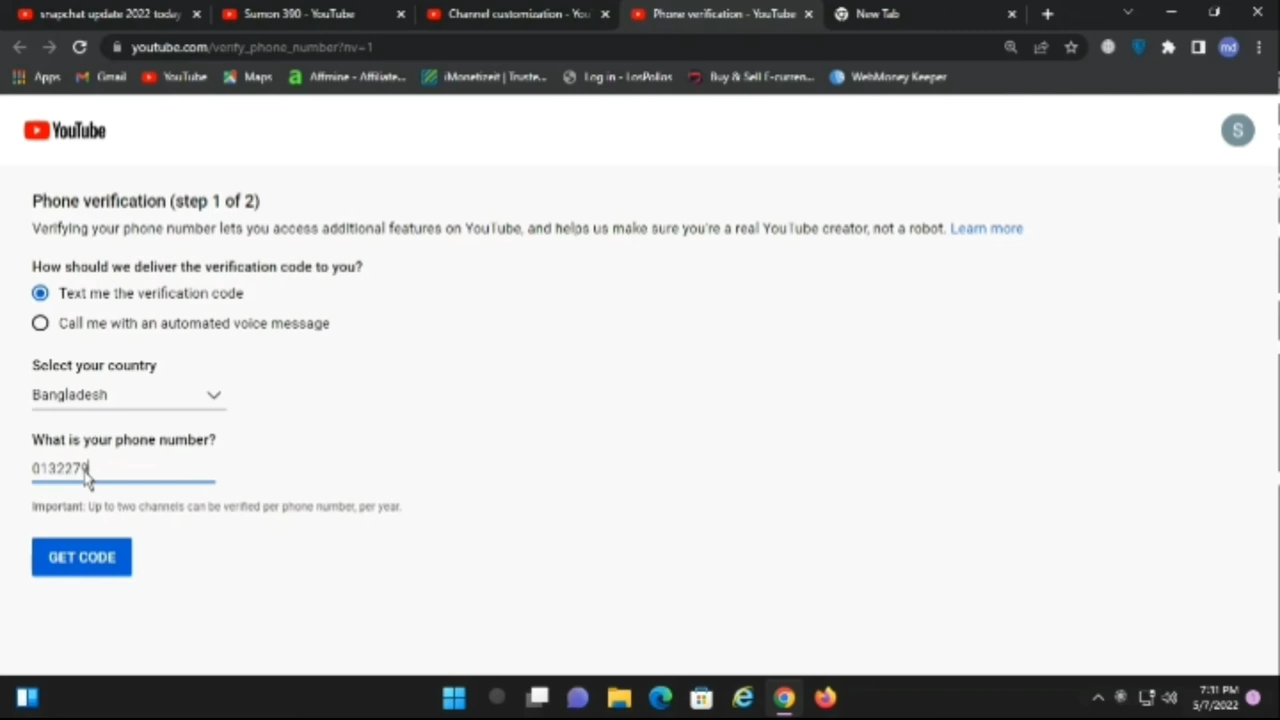 snapchat update 2022 today
Sumon 390 - YouTube
Channel customization - You
Phone verification - YouTube
New Tab
youtube.com/verify_phone_number?nv=1
md
Apps
Gmail
YouTube
Maps
Affmine - Affiliate...
iMonetizeit | Truste...
Log in - LosPollos
Buy & Sell E-curren...
WebMoney Keeper
YouTube
S
Phone verification (step 1 of 2)
Verifying your phone number lets you access additional features on YouTube, and helps us make sure you're a real YouTube creator, not a robot. Learn more
How should we deliver the verification code to you?
Text me the verification code
Call me with an automated voice message
Select your country
Bangladesh
What is your phone number?
0132279
Important: Up to two channels can be verified per phone number, per year.
GET CODE
7:31 PM
5/7/2022